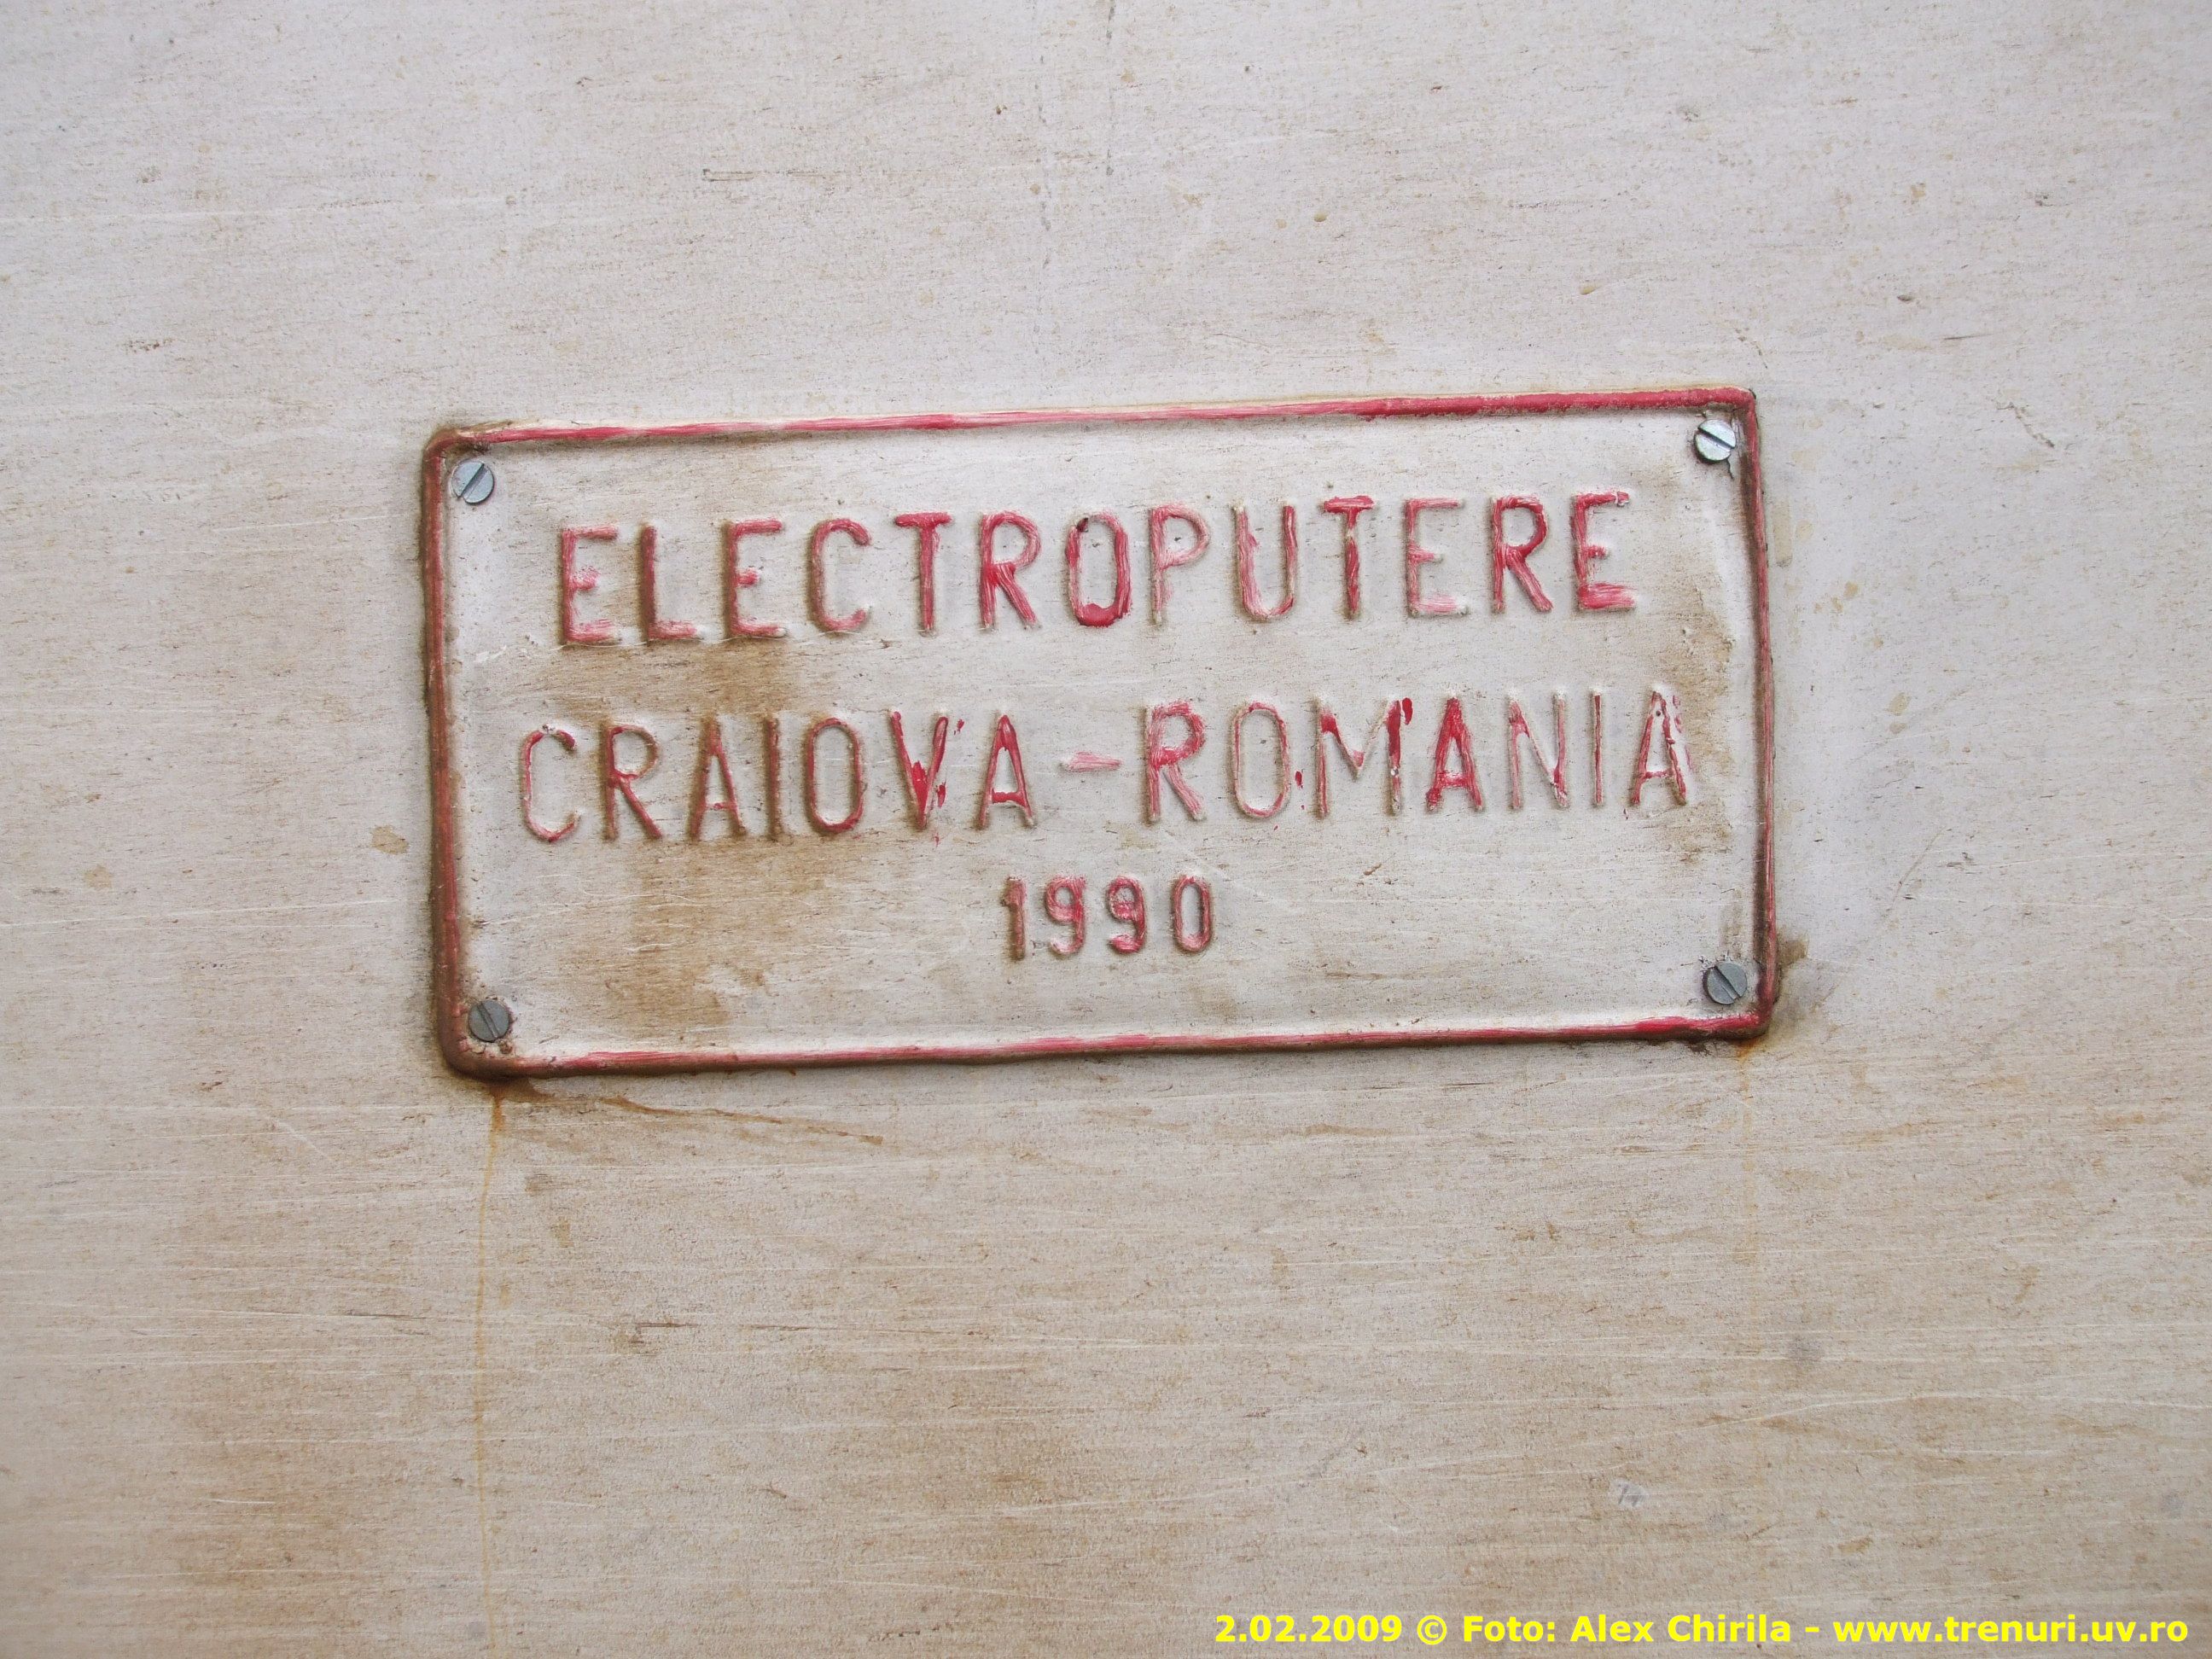 ELECTROPUTERE
CRAIOVA - ROMANIA
1990
2.02.2009 © Foto: Alex Chirila - www.trenuri.uv.ro